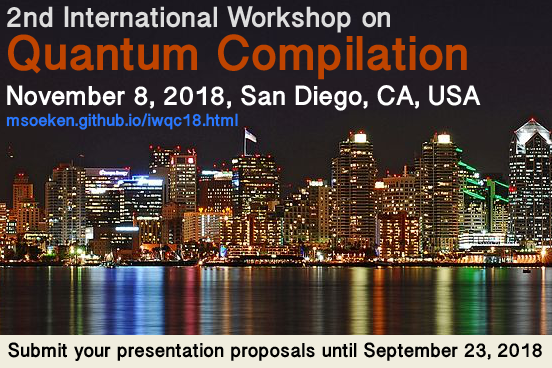 2nd International Workshop on
Quantum Compilation
November 8, 2018, San Diego, CA, USA
msoeken.github.io/iwqc18.html
Submit your presentation proposals until September 23, 2018